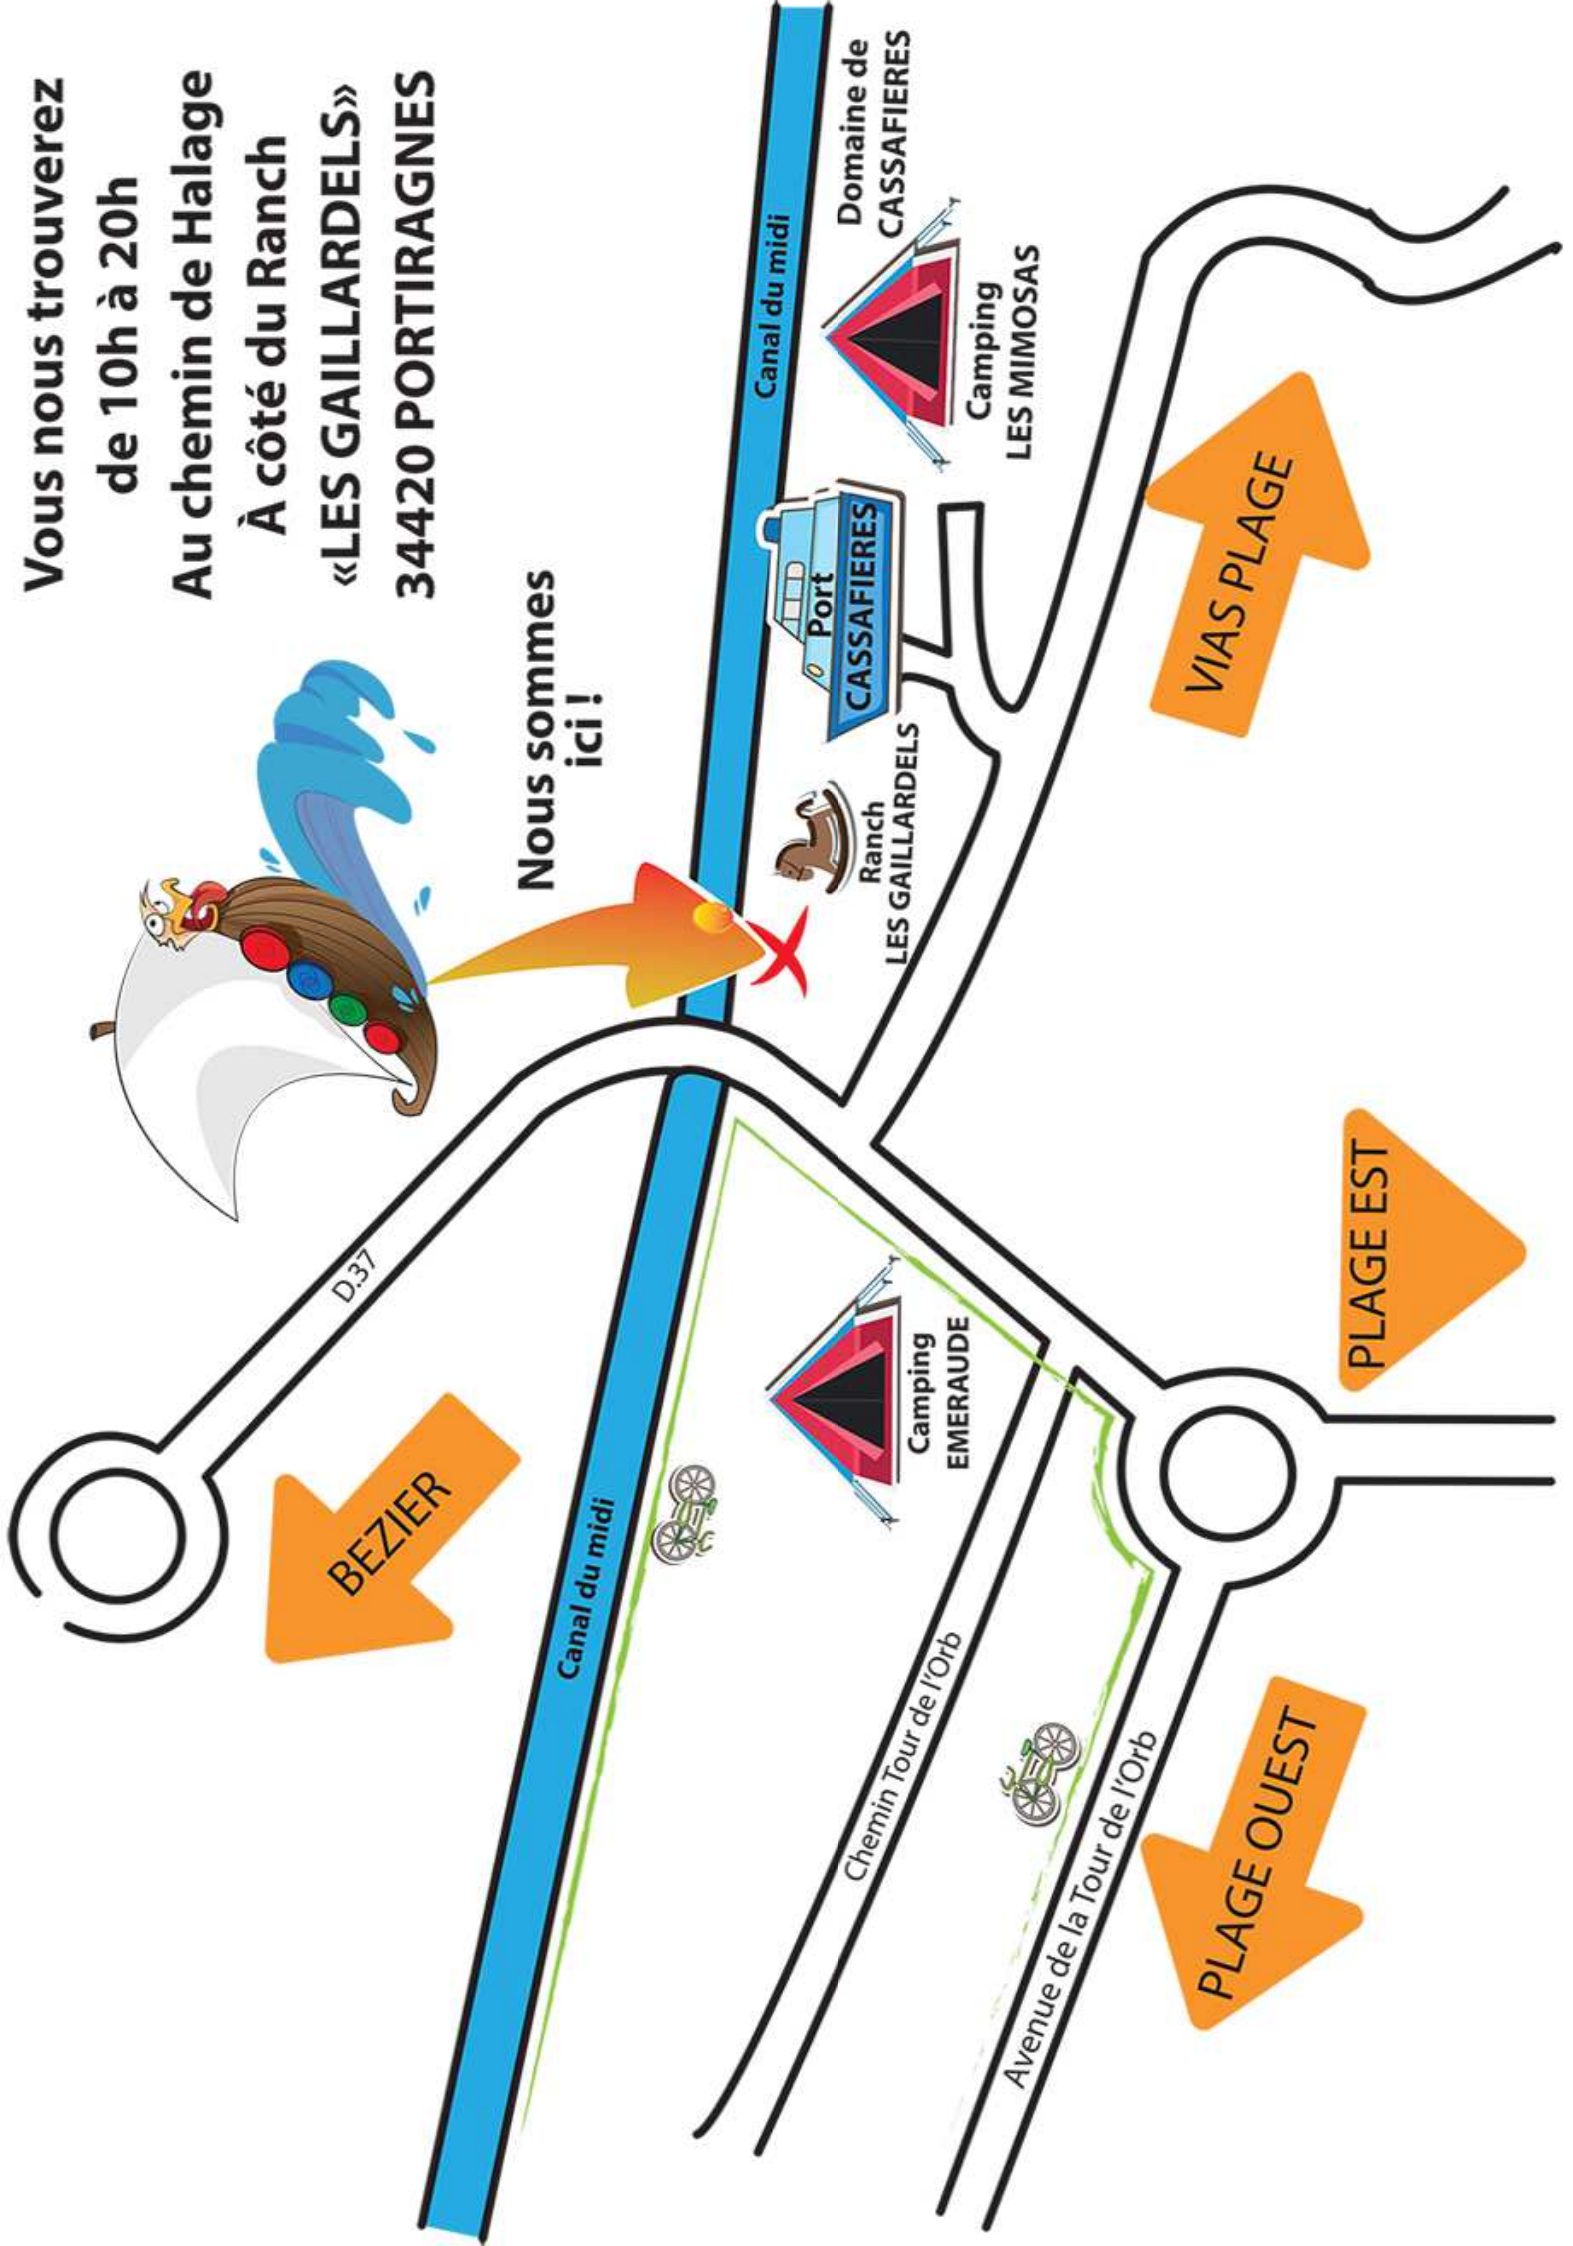 Vous nous trouverez
de 10h à 20h
Au chemin de Halage
À côté du Ranch
«LES GAILLARDELS»
34420 PORTIRAGNES
Nous sommes
ici !
D.37
BEZIER
Canal du midi
Canal du midi
Domaine de
CASSAFIERES
Port
CASSAFIERES
Camping
LES MIMOSAS
Ranch
LES GAILLARDELS
Camping
EMERAUDE
Chemin Tour de l'Orb
Avenue de la Tour de l'Orb
VIAS PLAGE
PLAGE OUEST
PLAGE EST